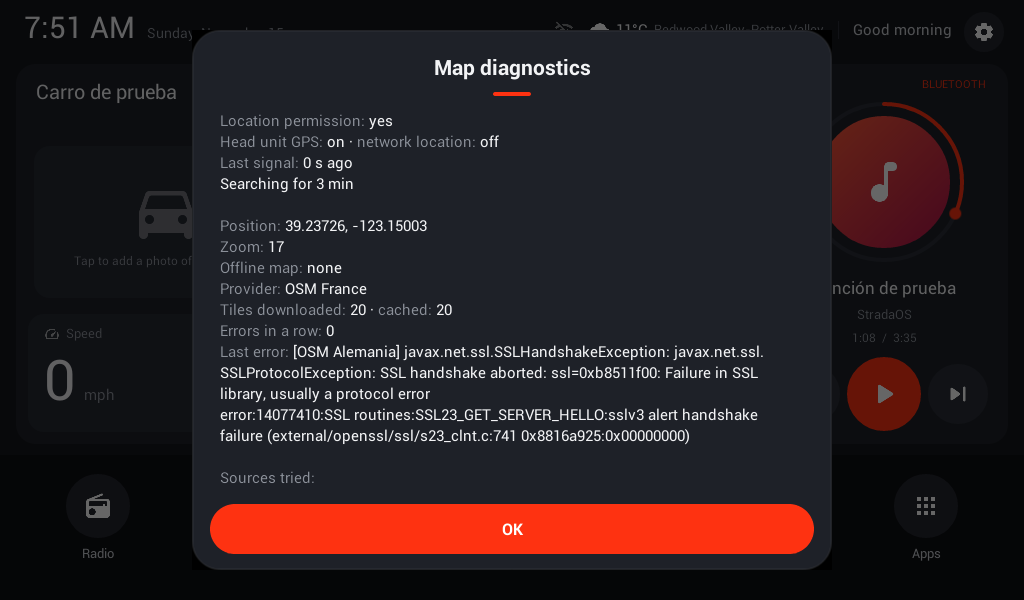 7:51 AM
Sunday
11°C Redwood Valley-Potter Valley
Good morning
Map diagnostics
Carro de prueba
BLUETOOTH
Location permission: yes
Head unit GPS: on · network location: off
Last signal: 0 s ago
Searching for 3 min
Position: 39.23726, -123.15003
Zoom: 17
Offline map: none
Provider: OSM France
Tiles downloaded: 20 · cached: 20
Errors in a row: 0
Last error: [OSM Alemania] javax.net.ssl.SSLHandshakeException: javax.net.ssl.
SSLProtocolException: SSL handshake aborted: ssl=0xb8511f00: Failure in SSL
library, usually a protocol error
error:14077410:SSL routines:SSL23_GET_SERVER_HELLO:sslv3 alert handshake
failure (external/openssl/ssl/s23_clnt.c:741 0x8816a925:0x00000000)
Sources tried:
OK
Tap to add a photo of
Speed
0 mph
nción de prueba
StradaOS
1:08 / 3:35
Radio
Apps